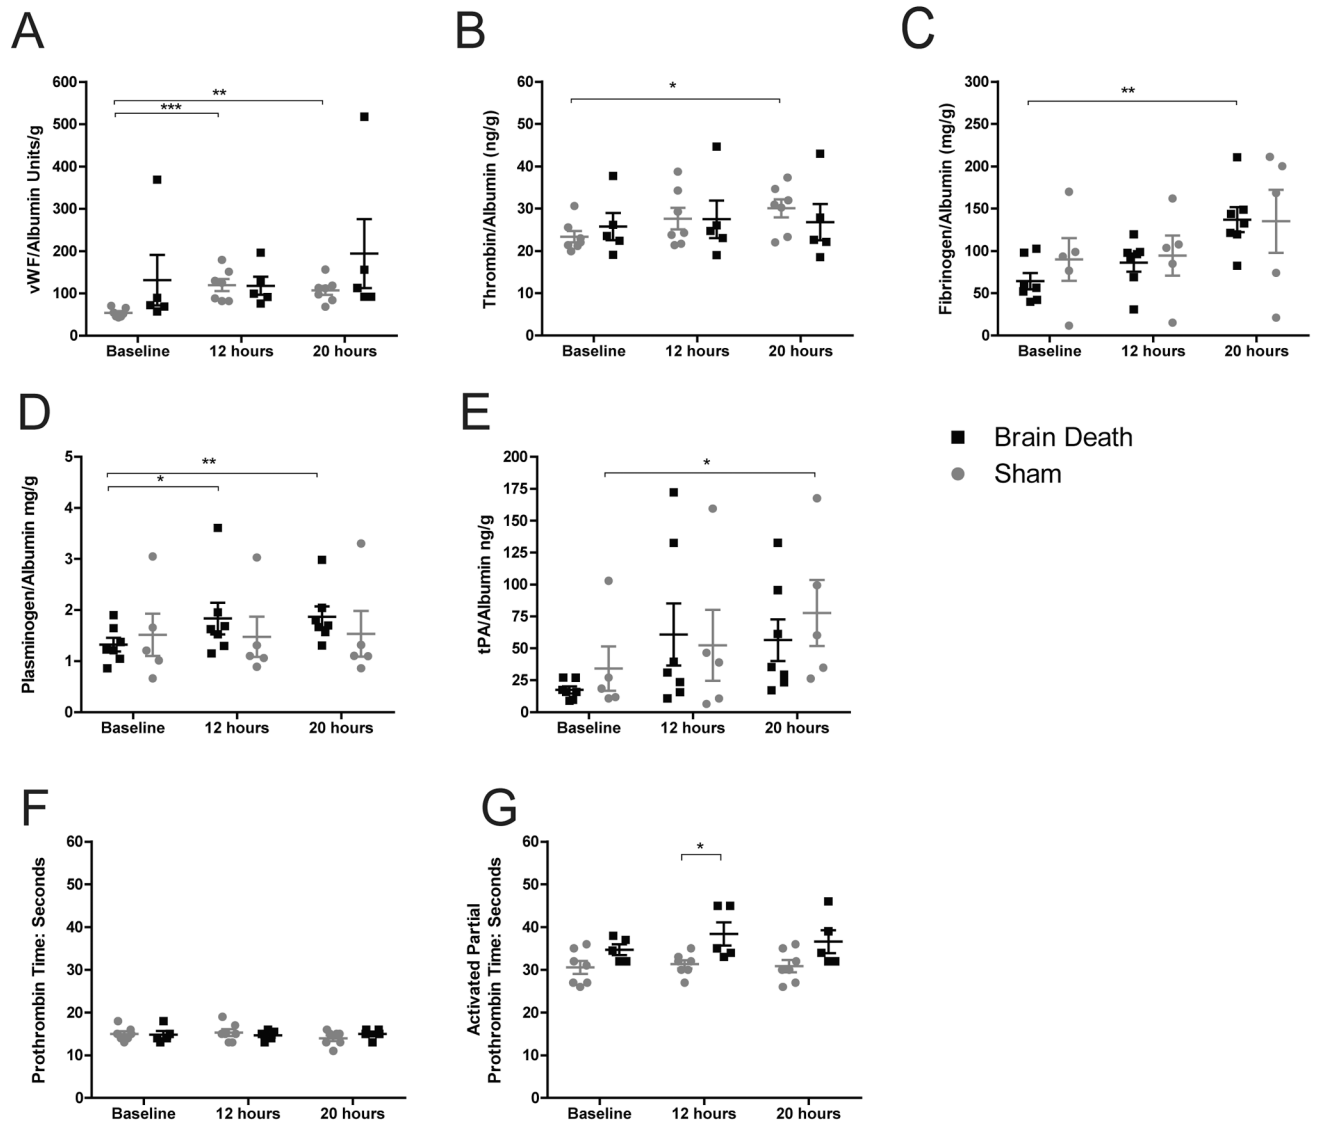 A
vWF/Albumin Units/g
600
500
400
300
200
100
0
**
***
Baseline 12 hours 20 hours
B
Thrombin/Albumin (ng/g)
60
50
40
30
20
10
0
*
Baseline 12 hours 20 hours
C
Fibrinogen/Albumin (mg/g)
300
250
200
150
100
50
0
**
Baseline 12 hours 20 hours
D
Plasminogen/Albumin mg/g
5
4
3
2
1
0
**
*
Baseline 12 hours 20 hours
E
tPA/Albumin ng/g
200
175
150
125
100
75
50
25
0
*
Baseline 12 hours 20 hours
Brain Death
Sham
F
Prothrombin Time: Seconds
60
50
40
30
20
10
0
Baseline 12 hours 20 hours
G
Activated Partial
Prothrombin Time: Seconds
60
50
40
30
20
10
0
*
Baseline 12 hours 20 hours